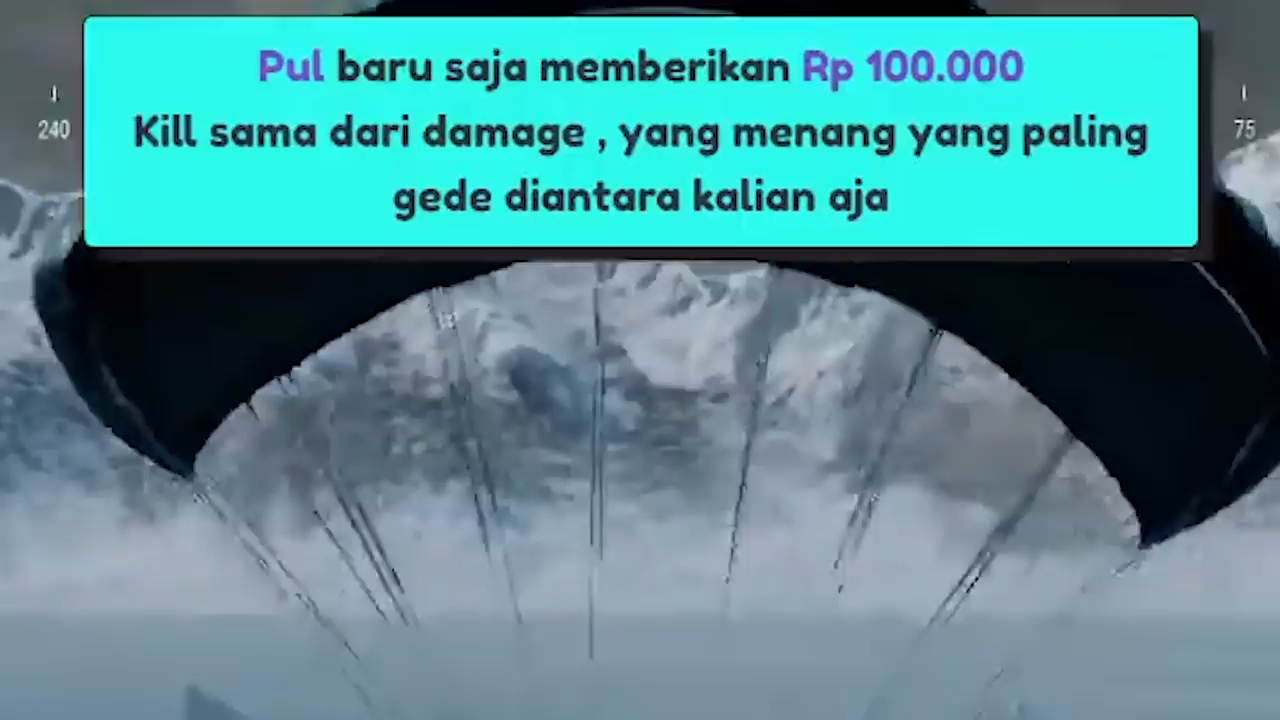 Pul baru saja memberikan Rp 100.000
Kill sama dari damage , yang menang yang paling
gede diantara kalian aja
240
75